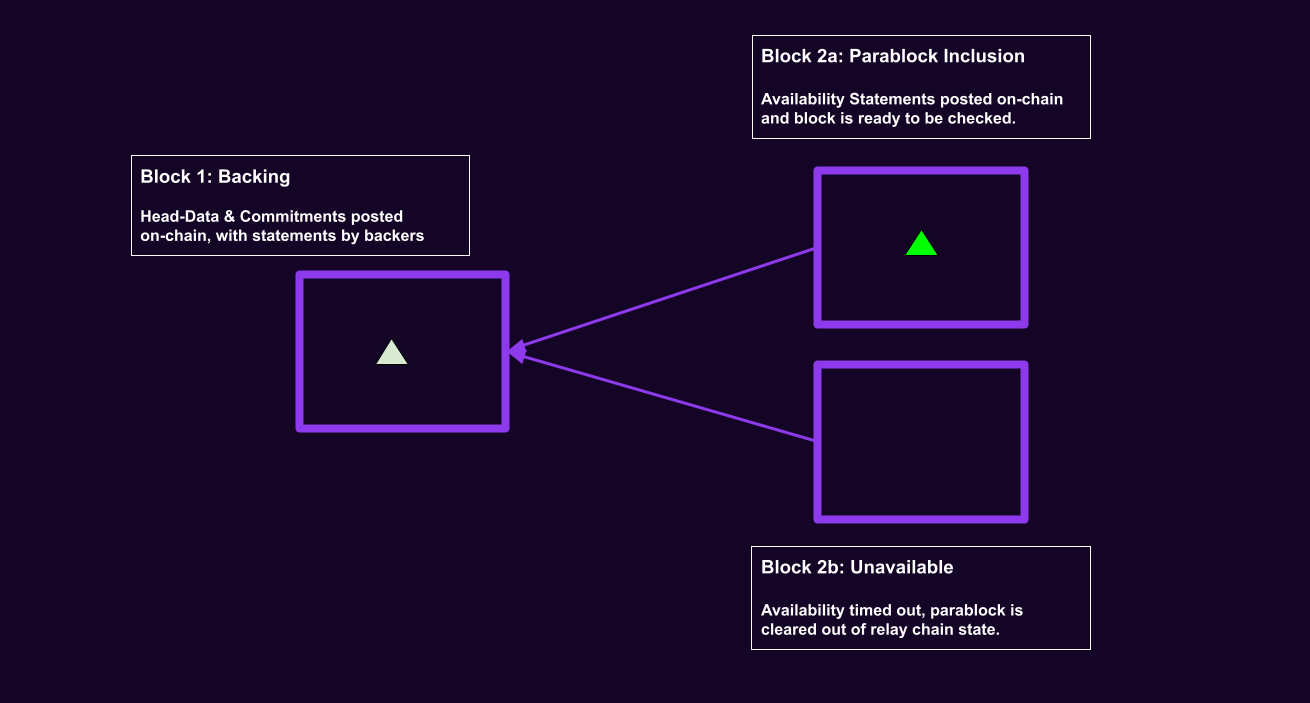 Block 1: Backing
Head-Data & Commitments posted
on-chain, with statements by backers
Block 2a: Parablock Inclusion
Availability Statements posted on-chain
and block is ready to be checked.
Block 2b: Unavailable
Availability timed out, parablock is
cleared out of relay chain state.